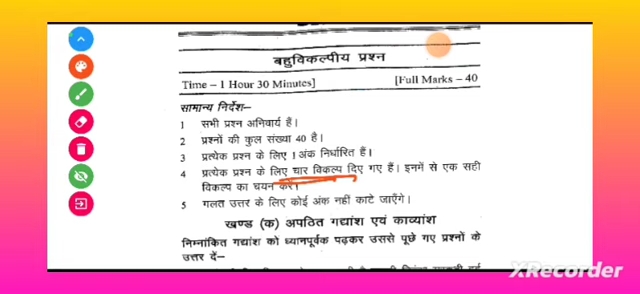 बहुविकल्पीय प्रश्न
Time – 1 Hour 30 Minutes] [Full Marks – 40
सामान्य निर्देश–
1 सभी प्रश्न अनिवार्य हैं।
2 प्रश्नों की कुल संख्या 40 है।
3 प्रत्येक प्रश्न के लिए 1 अंक निर्धारित हैं।
4 प्रत्येक प्रश्न के लिए चार विकल्प दिए गए हैं। इनमें से एक सही
विकल्प का चयन करें।
5 गलत उत्तर के लिए कोई अंक नहीं काटे जाएँगे।
खण्ड (क) अपठित गद्यांश एवं काव्यांश
निम्नांकित गद्यांश को ध्यानपूर्वक पढ़कर उससे पूछे गए प्रश्नों के
उत्तर दें–
XRecorder